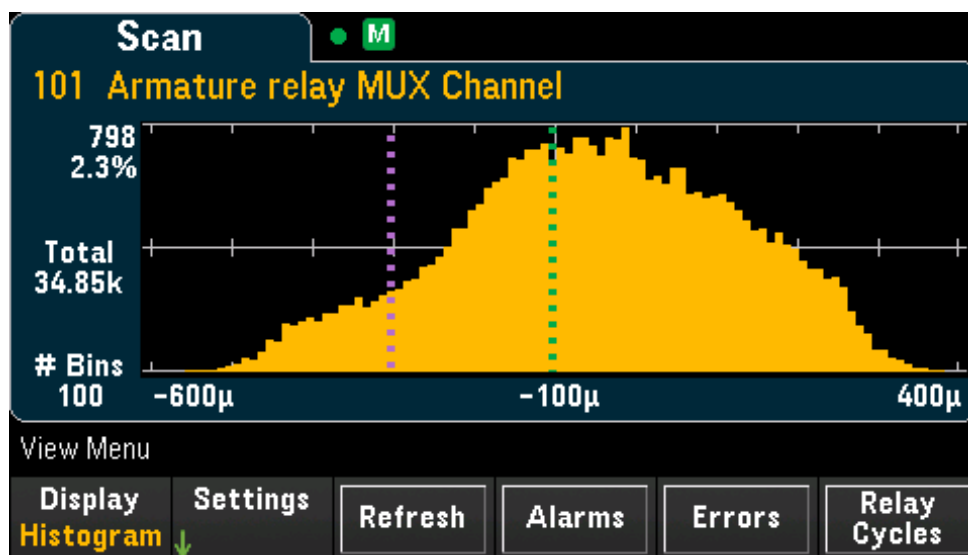 Scan
M
101 Armature relay MUX Channel
798
2.3%
Total
34.85k
# Bins
100
-600µ -100µ 400µ
View Menu
Display
Histogram
Settings
Refresh
Alarms
Errors
Relay
Cycles